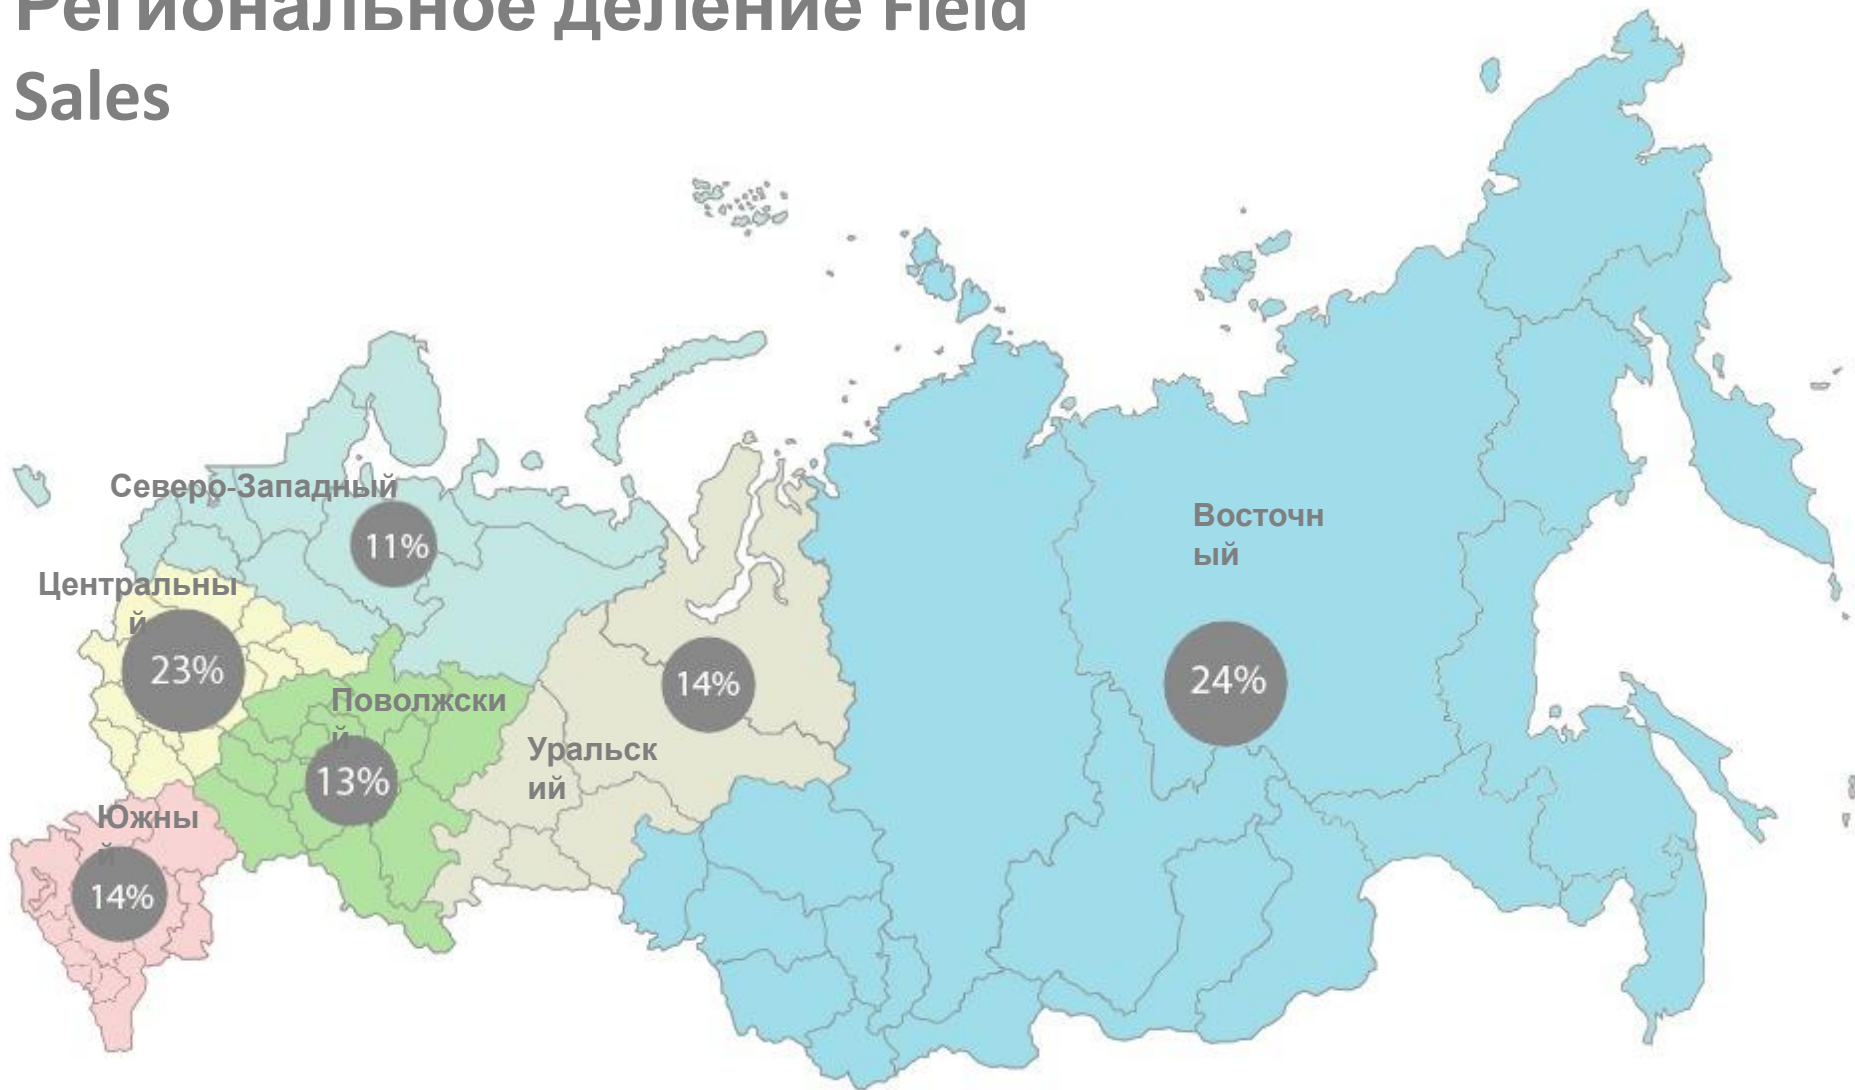 Региональное деление Field
Sales
Северо-Западный
11%
Восточн
ый
Центральны
й
23%
14%
24%
Поволжски
й
13%
Уральск
ий
Южны
й
14%